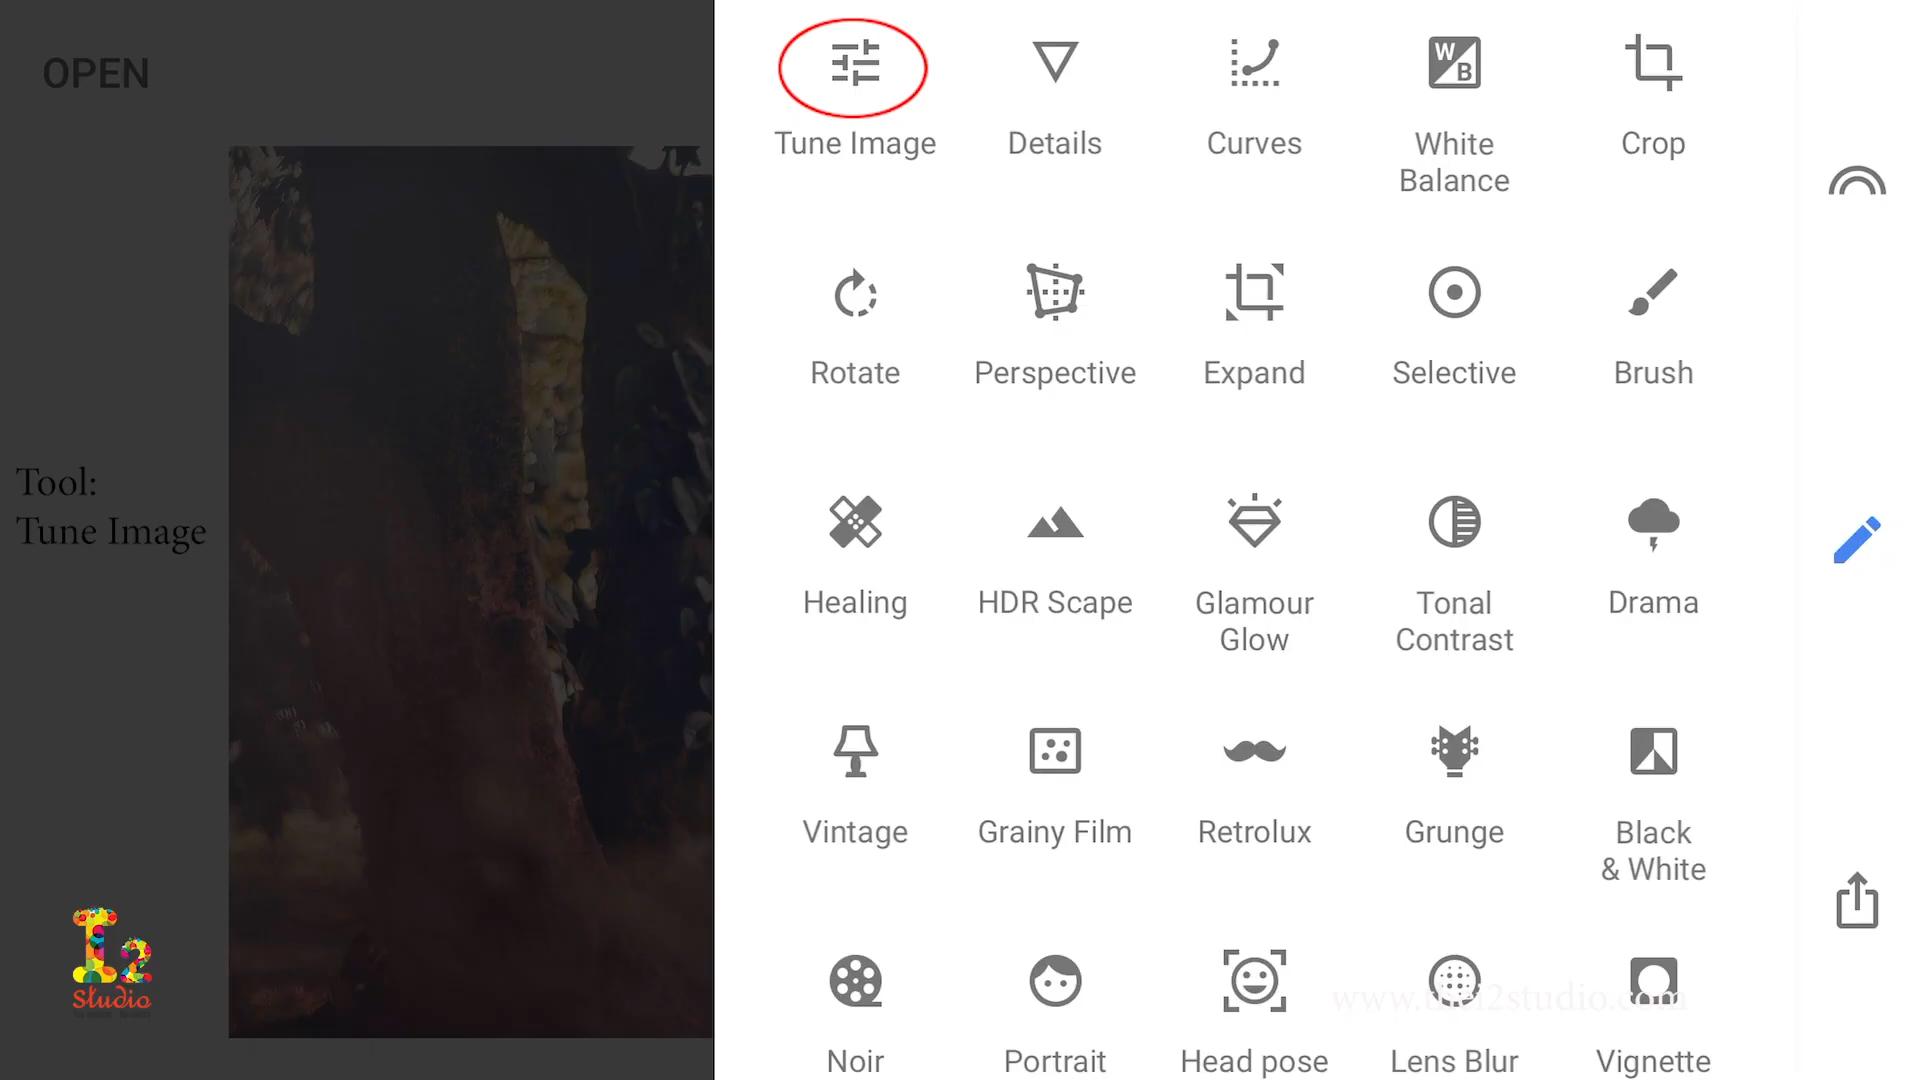 OPEN
Tool:
Tune Image
I2
Studio
Tune Image
Details
Curves
W
B
White
Balance
Crop
Rotate
Perspective
Expand
Selective
Brush
Healing
HDR Scape
Glamour
Glow
Tonal
Contrast
Drama
Vintage
Grainy Film
Retrolux
Grunge
Black
& White
Noir
Portrait
Head pose
Lens Blur
Vignette